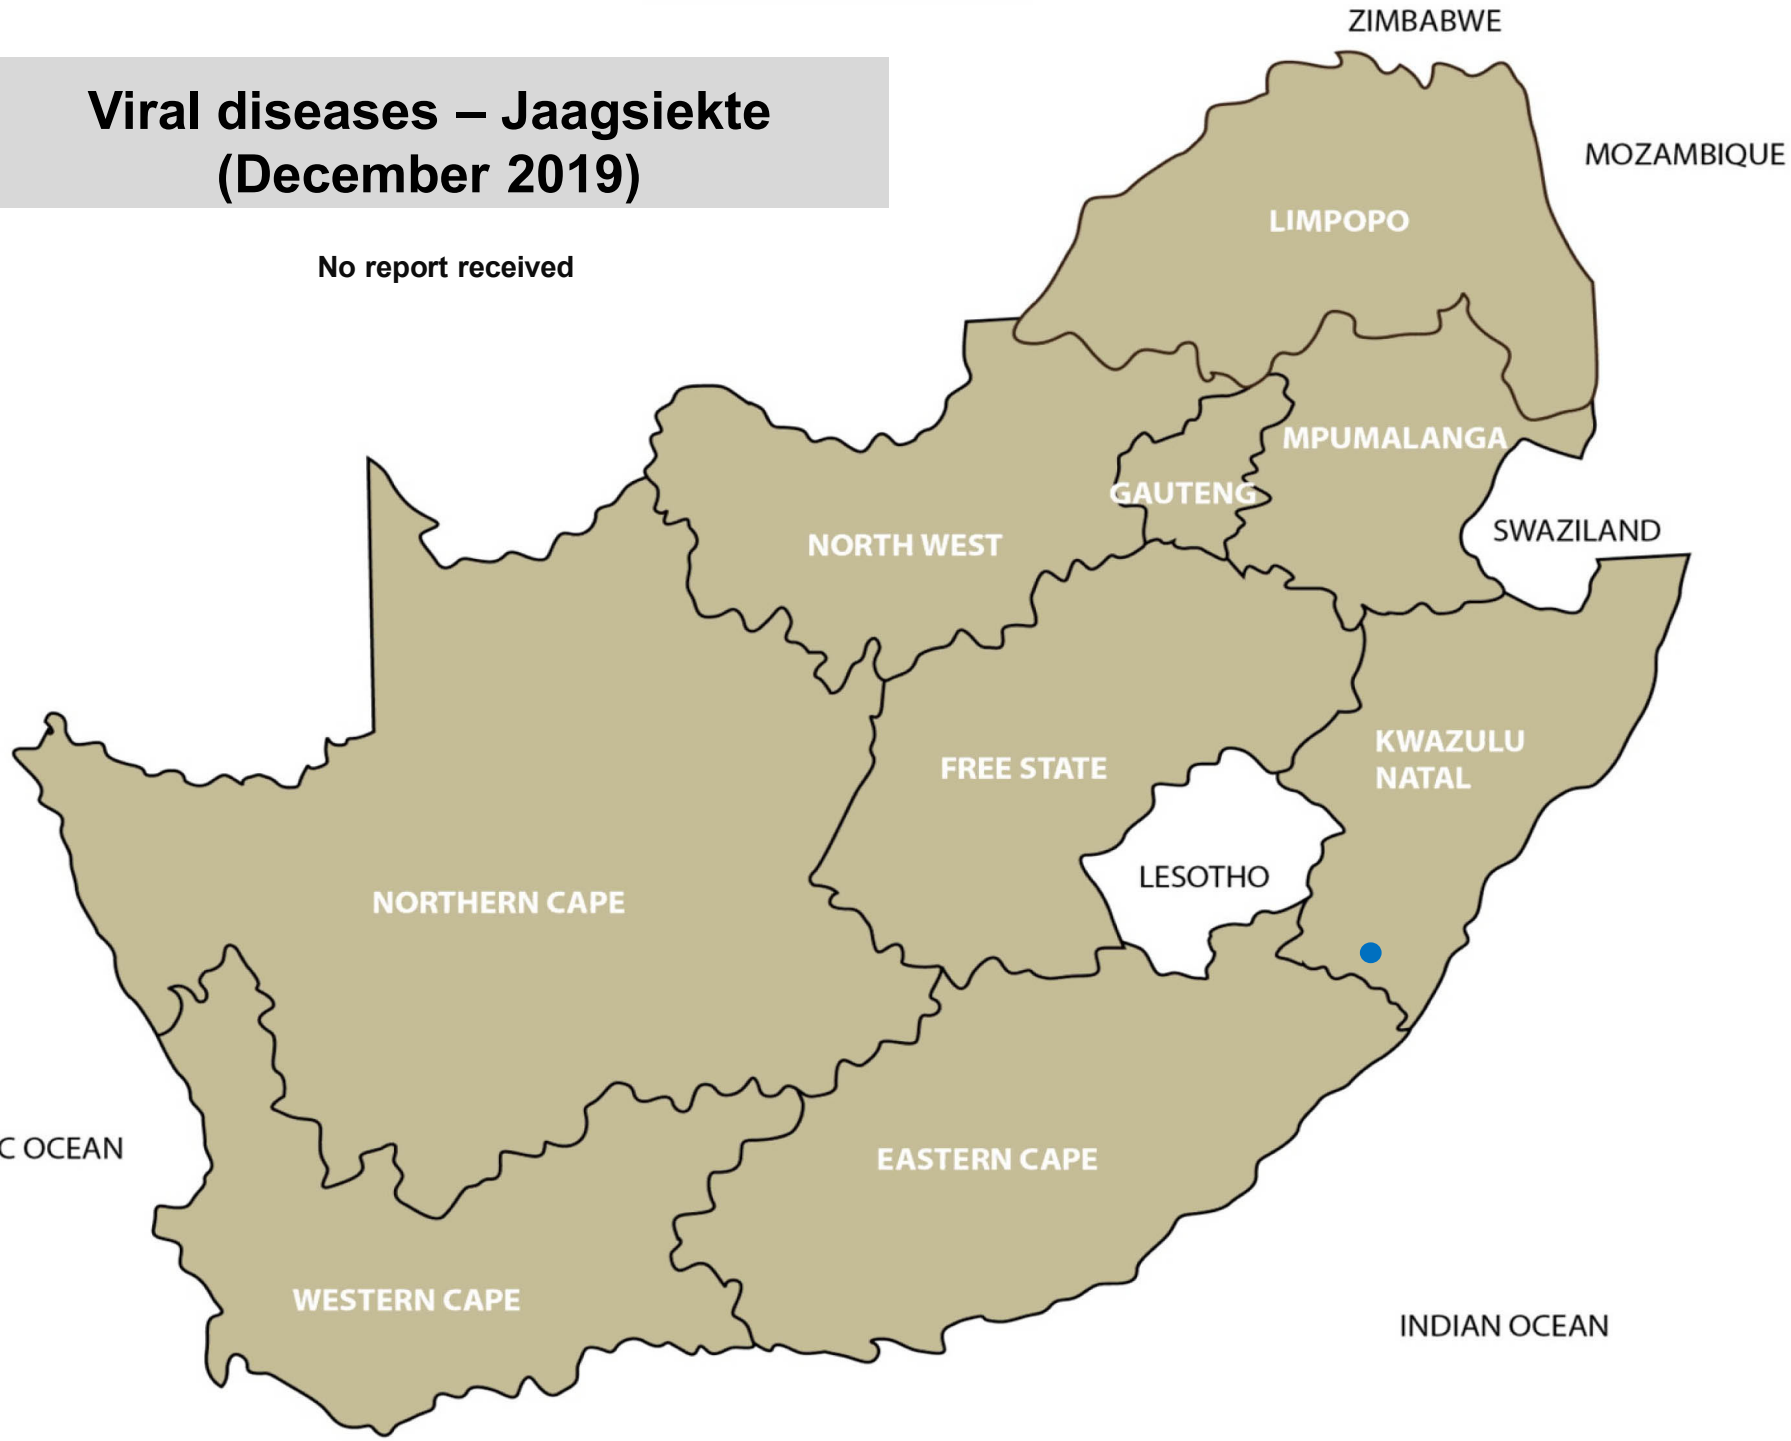 ZIMBABWE
Viral diseases – Jaagsiekte
(December 2019)
MOZAMBIQUE
LIMPOPO
No report received
MPUMALANGA
GAUTENG
SWAZILAND
NORTH WEST
KWAZULU
NATAL
FREE STATE
LESOTHO
NORTHERN CAPE
C OCEAN
EASTERN CAPE
WESTERN CAPE
INDIAN OCEAN